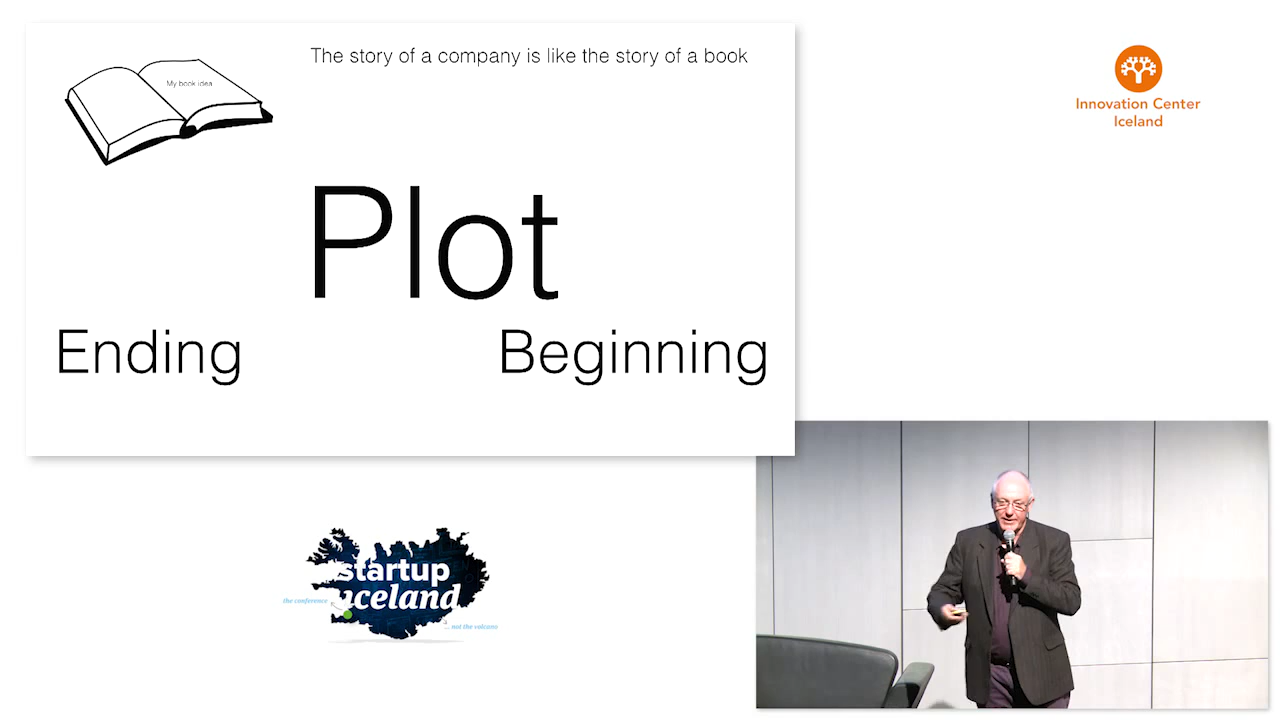 The story of a company is like the story of a book
My book idea
Plot
Ending
Beginning
Innovation Center
Iceland
startup
iceland
the conference
... not the volcano